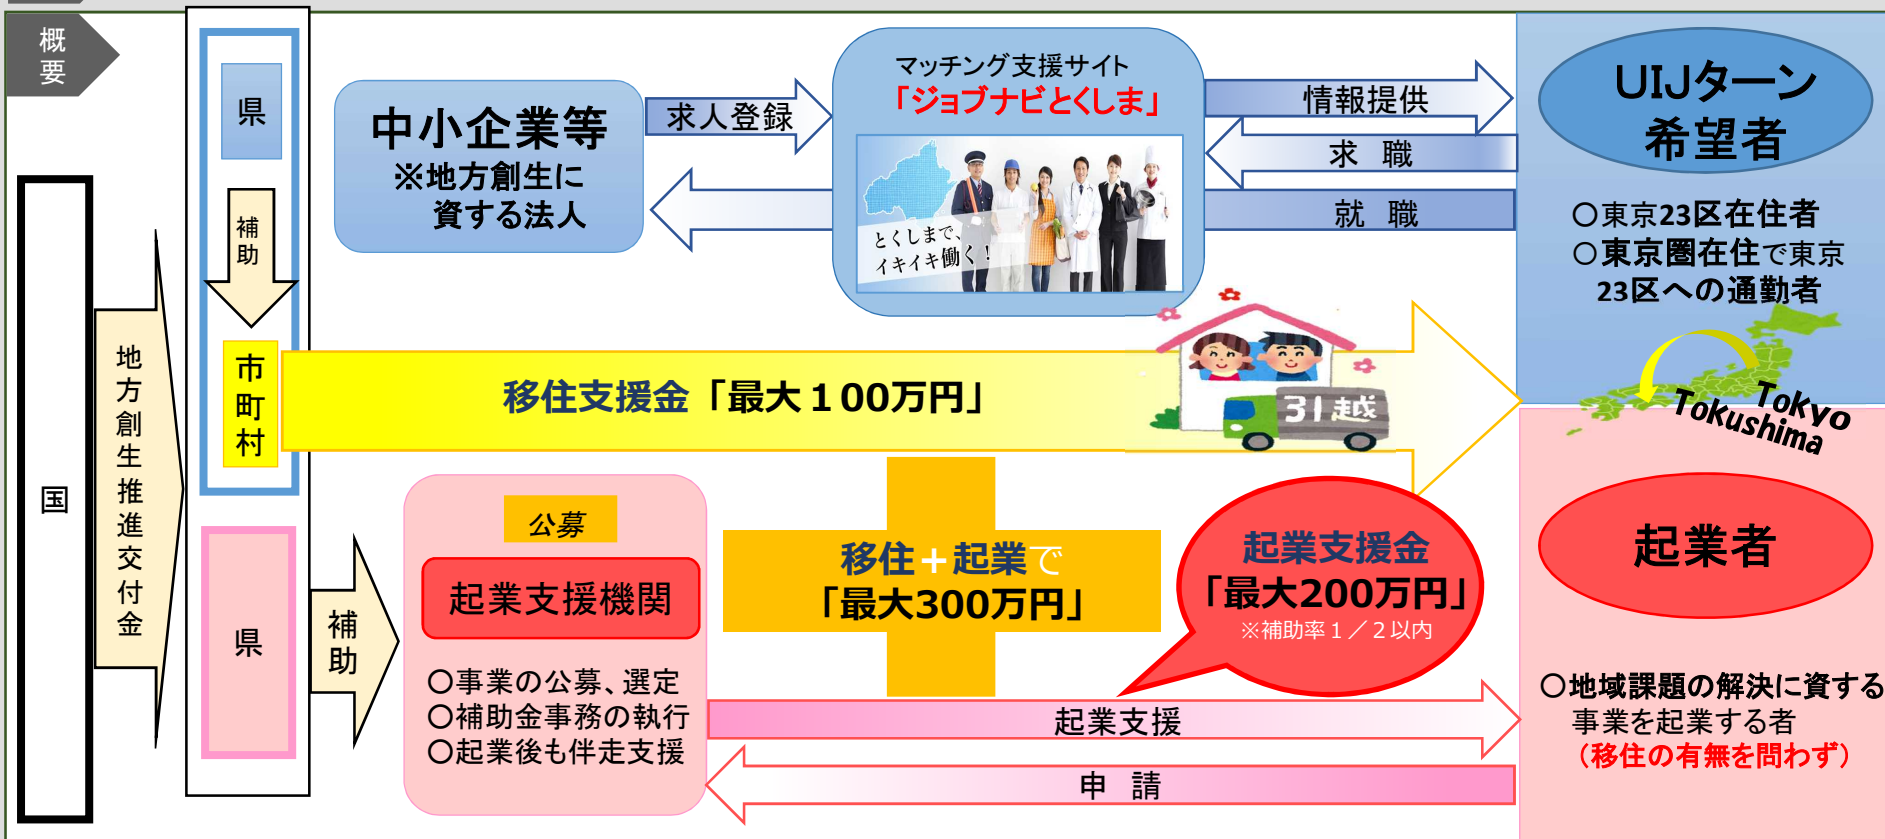 概
要
国
地方創生推進交付金
県
補助
市町村
県
補助
中小企業等
※地方創生に
資する法人
求人登録
マッチング支援サイト
「ジョブナビとくしま」
とくしまで、
イキイキ働く！
情報提供
求 職
就 職
UIJターン
希望者
〇東京23区在住者
〇東京圏在住で東京
23区への通勤者
移住支援金「最大１00万円」
引越
Tokyo
Tokushima
公募
起業支援機関
〇事業の公募、選定
〇補助金事務の執行
〇起業後も伴走支援
移住＋起業で
「最大300万円」
起業支援金
「最大200万円」
※補助率１／２以内
起業支援
申 請
起業者
〇地域課題の解決に資する
事業を起業する者
（移住の有無を問わず）